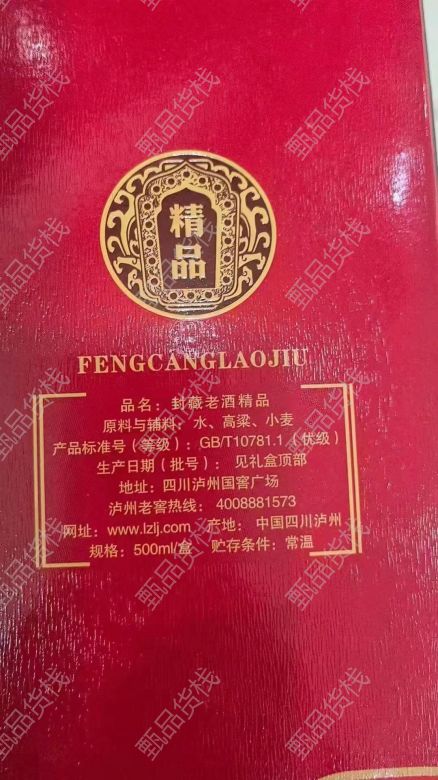 精
品
FENGCANGLAOJIU
品名：封藏老酒精品
原料与辅料：水、高粱、小麦
产品标准号（等级）：GB/T10781.1（优级）
生产日期（批号）：见礼盒顶部
地址：四川泸州国窖广场
泸州老窖热线：4008881573
网址：www.lzlj.com 产地：中国四川泸州
规格：500ml/盒 贮存条件：常温
甄品货栈